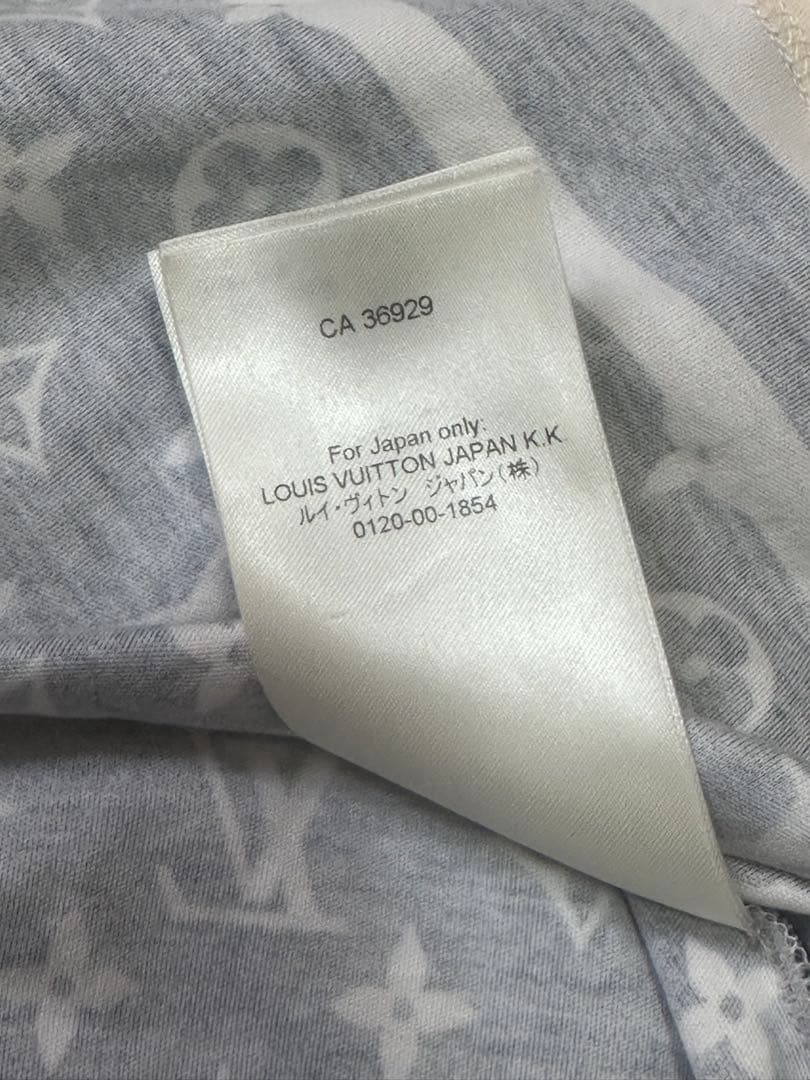 CA 36929
For Japan only:
LOUIS VUITTON JAPAN K.K
ルイ・ヴィトン ジャパン(株)
0120-00-1854